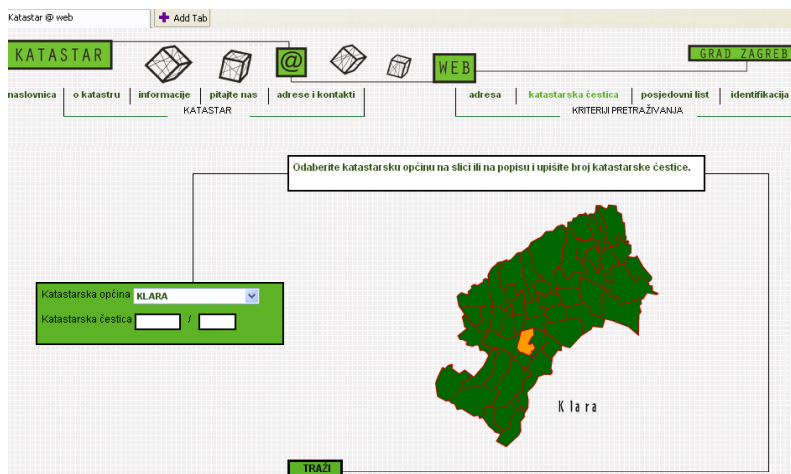 Katastar @ web
Add Tab
KATASTAR
@
WEB
GRAD ZAGREB
naslovnica
o katastru
informacije
pitajte nas
adrese i kontakti
adresa
katastarska čestica
posjedovni list
identifikacija
KATASTAR
KRITERIJI PRETRAŽIVANJA
Odaberite katastarsku općinu na slici ili na popisu i upišite broj katastarske čestice.
Katastarska općina KLARA
Katastarska čestica /
Klara
TRAŽI